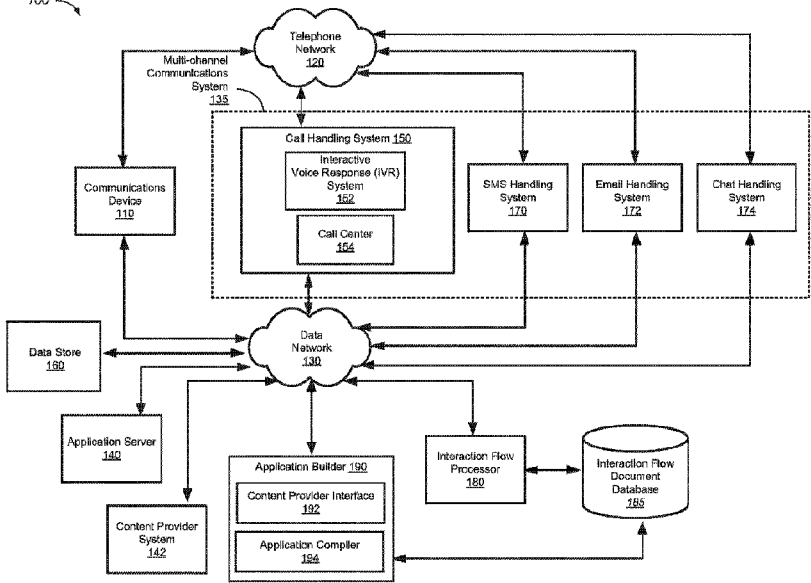 Telephone
Network
120
Multi-channel
Communications
System
135
Call Handling System 150
Interactive
Voice Response (IVR)
System
152
Call Center
154
Communications
Device
110
SMS Handling
System
170
Email Handling
System
172
Chat Handling
System
174
Data
Network
130
Data Store
160
Application Server
140
Content Provider
System
142
Application Builder 190
Content Provider Interface
192
Application Compiler
194
Interaction Flow
Processor
180
Interaction Flow
Document
Database
185